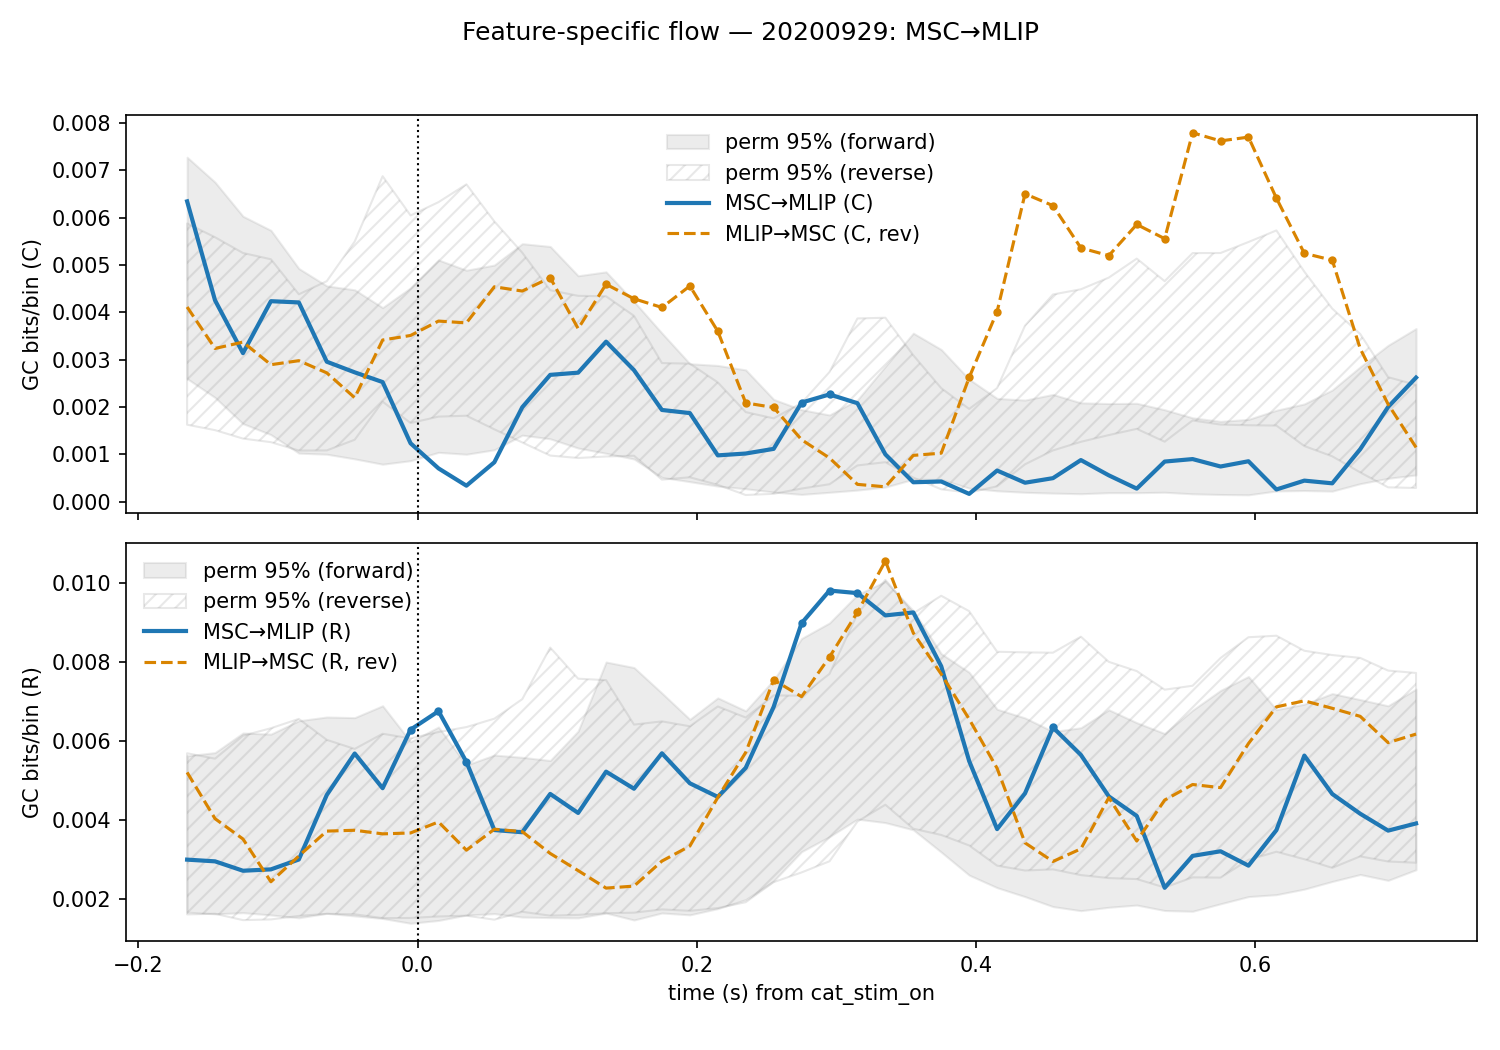 Feature-specific flow — 20200929: MSC→MLIP
GC bits/bin (C)
0.008
0.007
0.006
0.005
0.004
0.003
0.002
0.001
0.000
perm 95% (forward)
perm 95% (reverse)
MSC→MLIP (C)
MLIP→MSC (C, rev)
GC bits/bin (R)
0.010
0.008
0.006
0.004
0.002
perm 95% (forward)
perm 95% (reverse)
MSC→MLIP (R)
MLIP→MSC (R, rev)
−0.2 0.0 0.2 0.4 0.6
time (s) from cat_stim_on